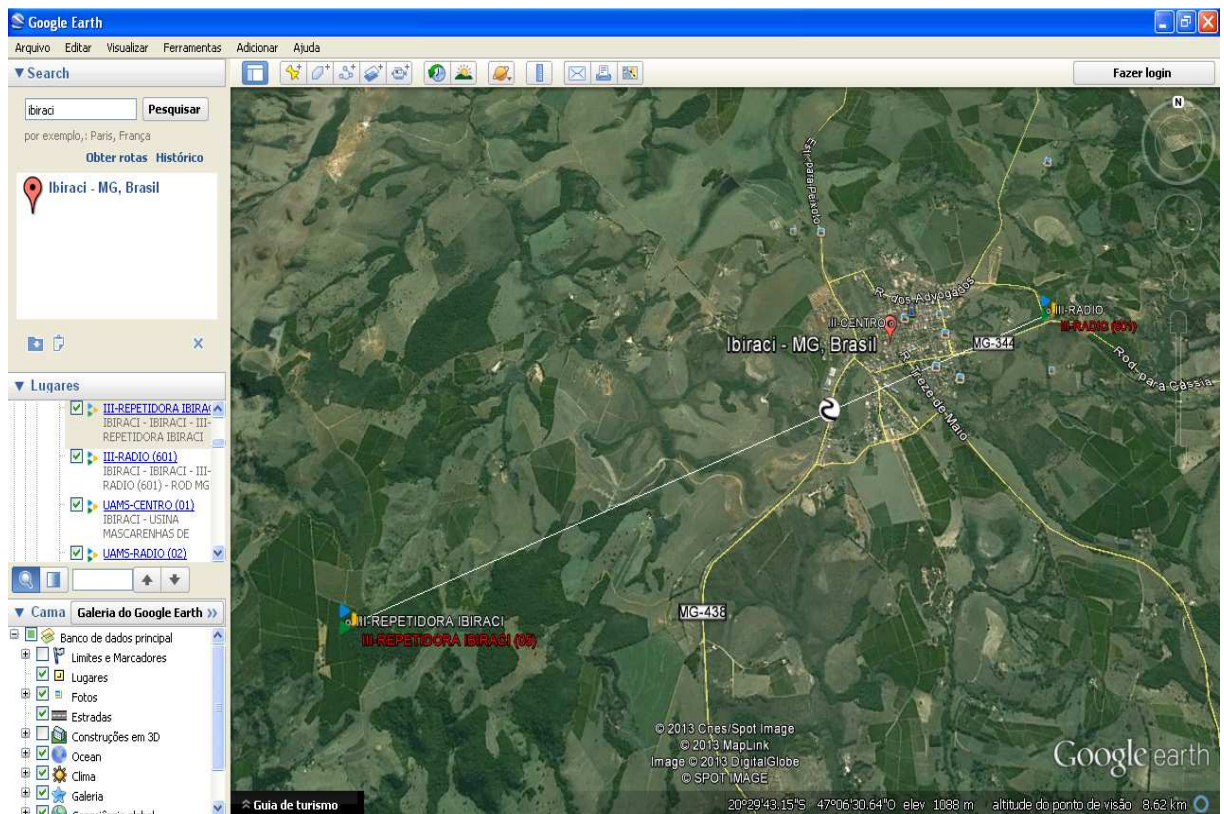 Google Earth
Arquivo Editar Visualizar Ferramentas Adicionar Ajuda
Search
ibiraci
Pesquisar
por exemplo,: Paris, França
Obter rotas Histórico
Ibiraci - MG, Brasil
Lugares
III-REPETIDORA IBIRAC
IBIRACI - IBIRACI - III-
REPETIDORA IBIRACI
III-RADIO (601)
IBIRACI - IBIRACI - III-
RADIO (601) - ROD MG
UAMS-CENTRO (01)
IBIRACI - USINA
MASCARENHAS DE
UAMS-RADIO (02)
Cama
Galeria do Google Earth >>
Banco de dados principal
Limites e Marcadores
Lugares
Fotos
Estradas
Construções em 3D
Ocean
Clima
Galeria
Consciência global
Fazer login
N
Estr. para Peixoto
R. dos Advogados
III-CENTRO
III-RADIO
III-RADIO (601)
Ibiraci - MG, Brasil
MG-344
R. Treze de Maio
Rod. para Cássia
III-REPETIDORA IBIRACI
MG-438
© 2013 Cnes/Spot Image
© 2013 MapLink
Image © 2013 DigitalGlobe
© SPOT IMAGE
Google earth
Guia de turismo
20°29'43.15"S 47°06'30.64"O elev 1088 m altitude do ponto de visão 8.62 km